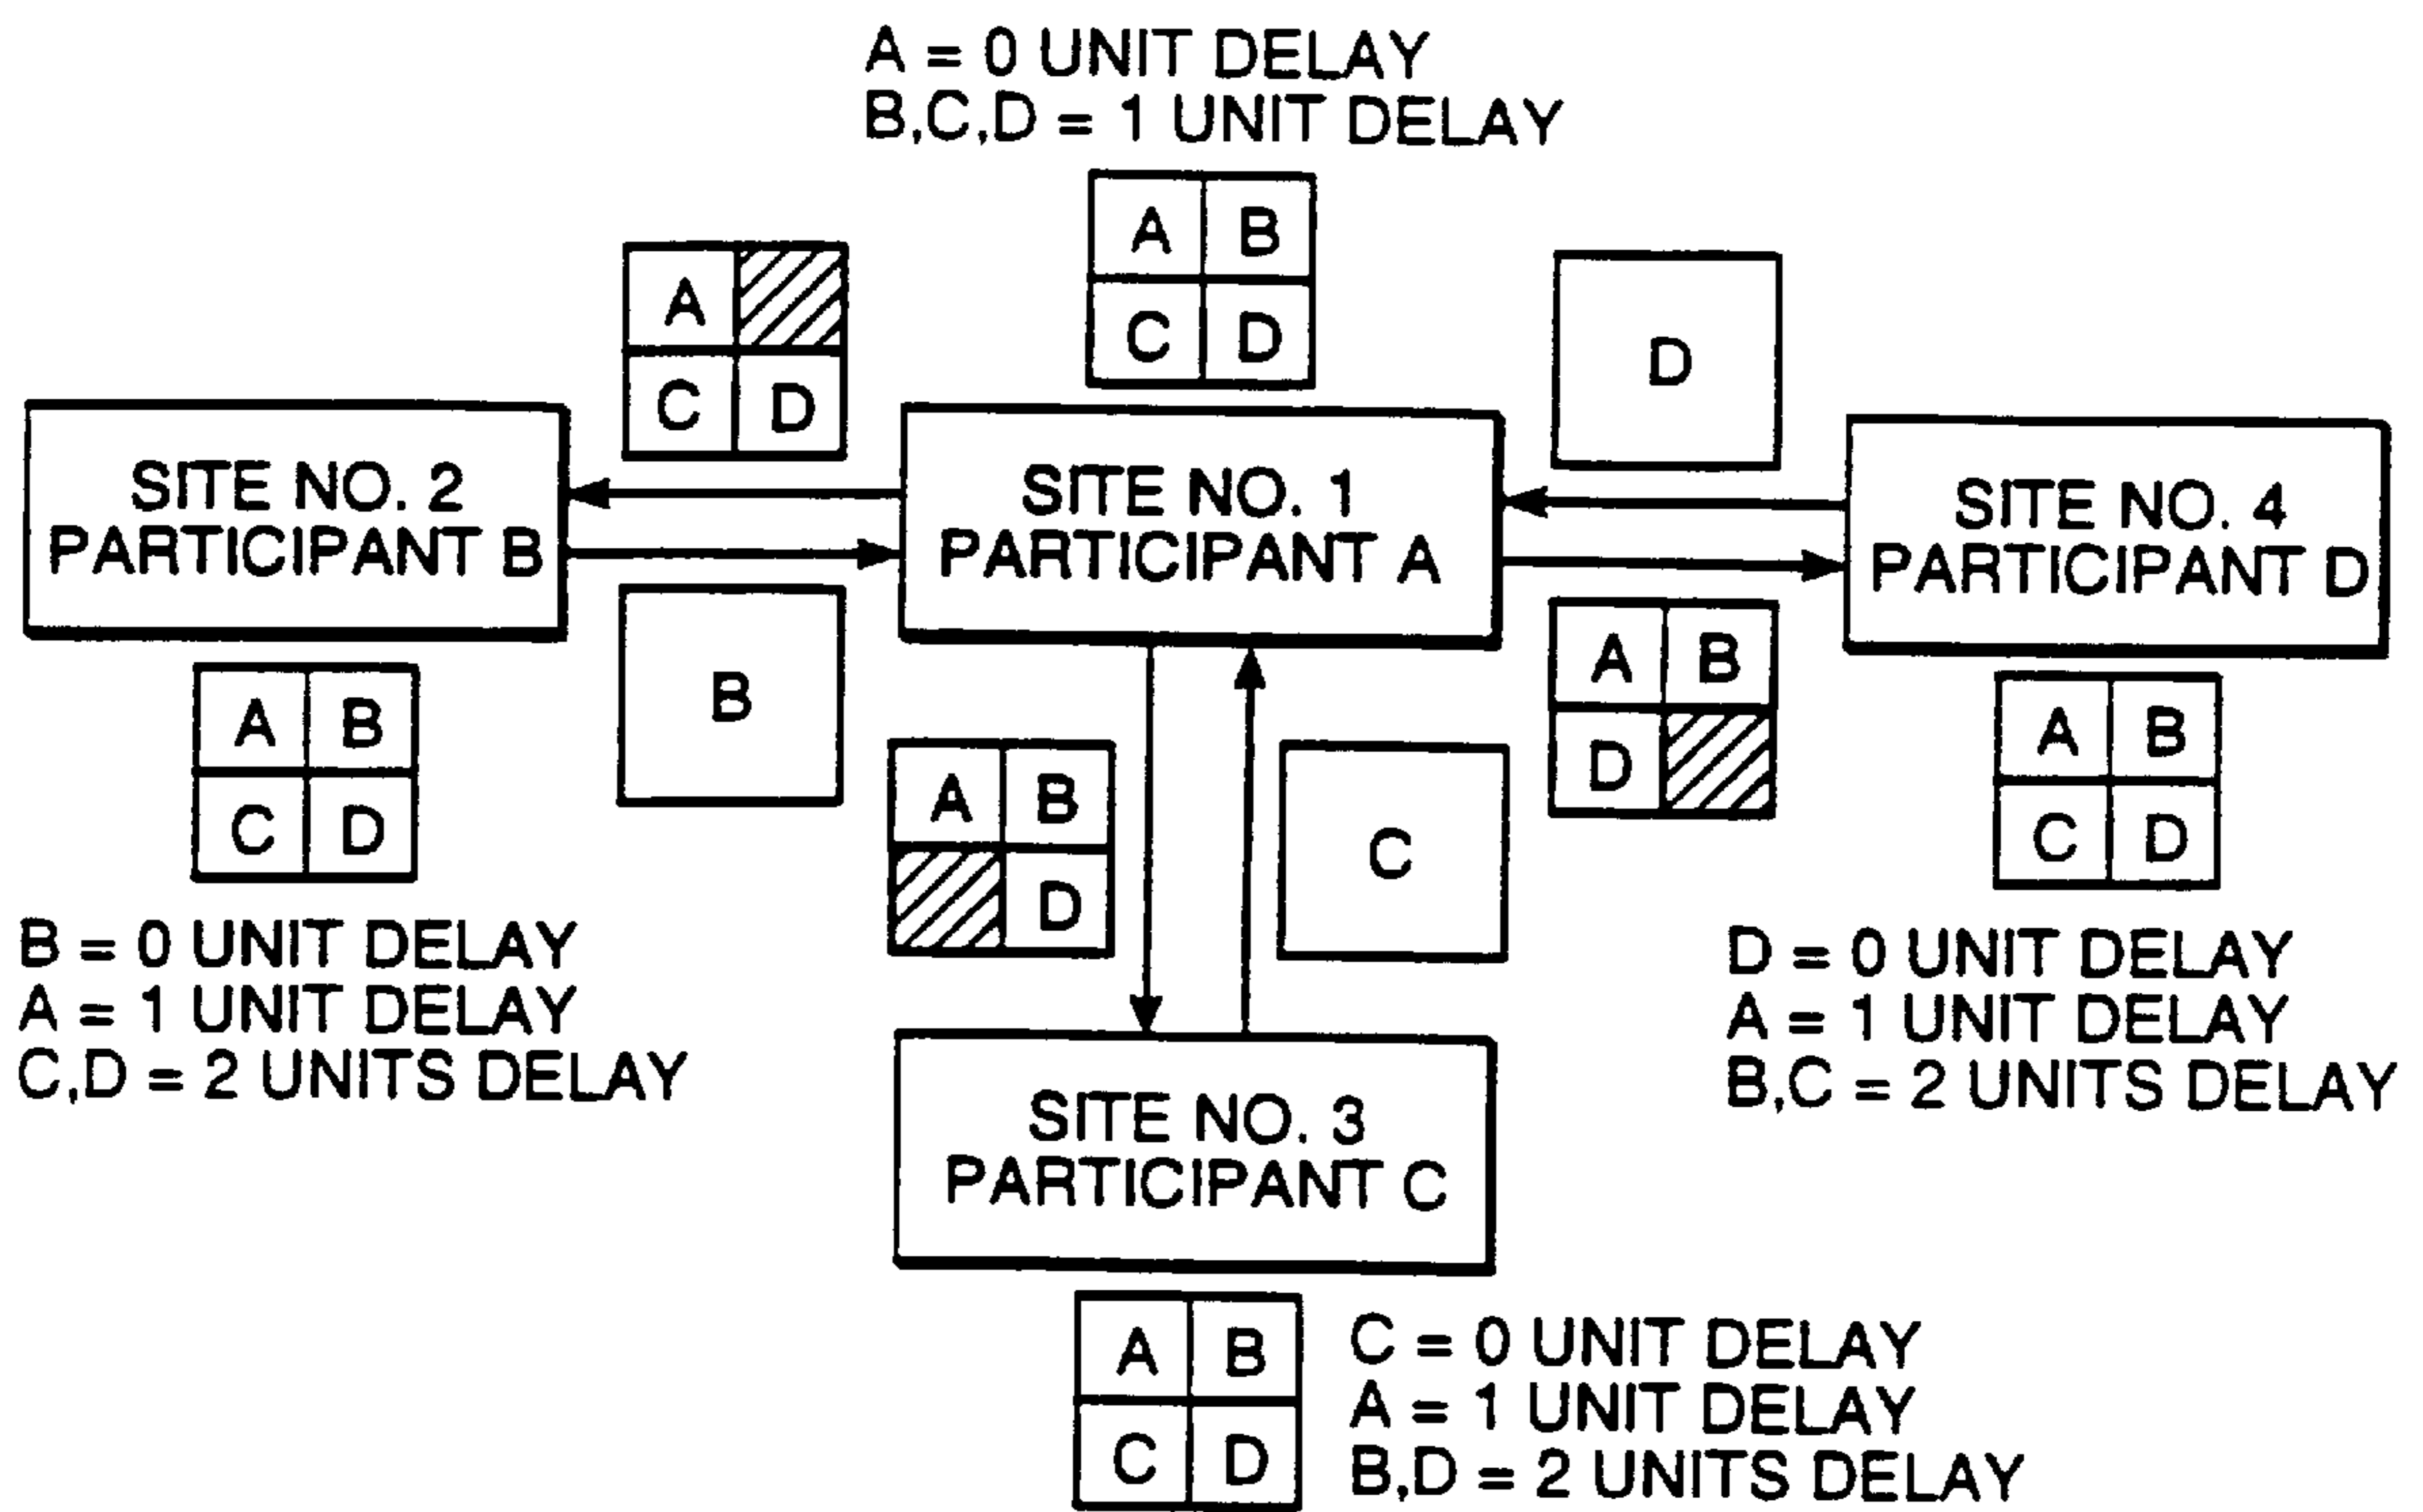 A = 0 UNIT DELAY
B,C,D = 1 UNIT DELAY
A B
C D
A
C D
D
SITE NO. 2
PARTICIPANT B
SITE NO. 1
PARTICIPANT A
SITE NO. 4
PARTICIPANT D
B
A B
D
A B
C D
A B
D
C
A B
C D
B = 0 UNIT DELAY
A = 1 UNIT DELAY
C,D = 2 UNITS DELAY
D = 0 UNIT DELAY
A = 1 UNIT DELAY
B,C = 2 UNITS DELAY
SITE NO. 3
PARTICIPANT C
A B
C D
C = 0 UNIT DELAY
A = 1 UNIT DELAY
B,D = 2 UNITS DELAY